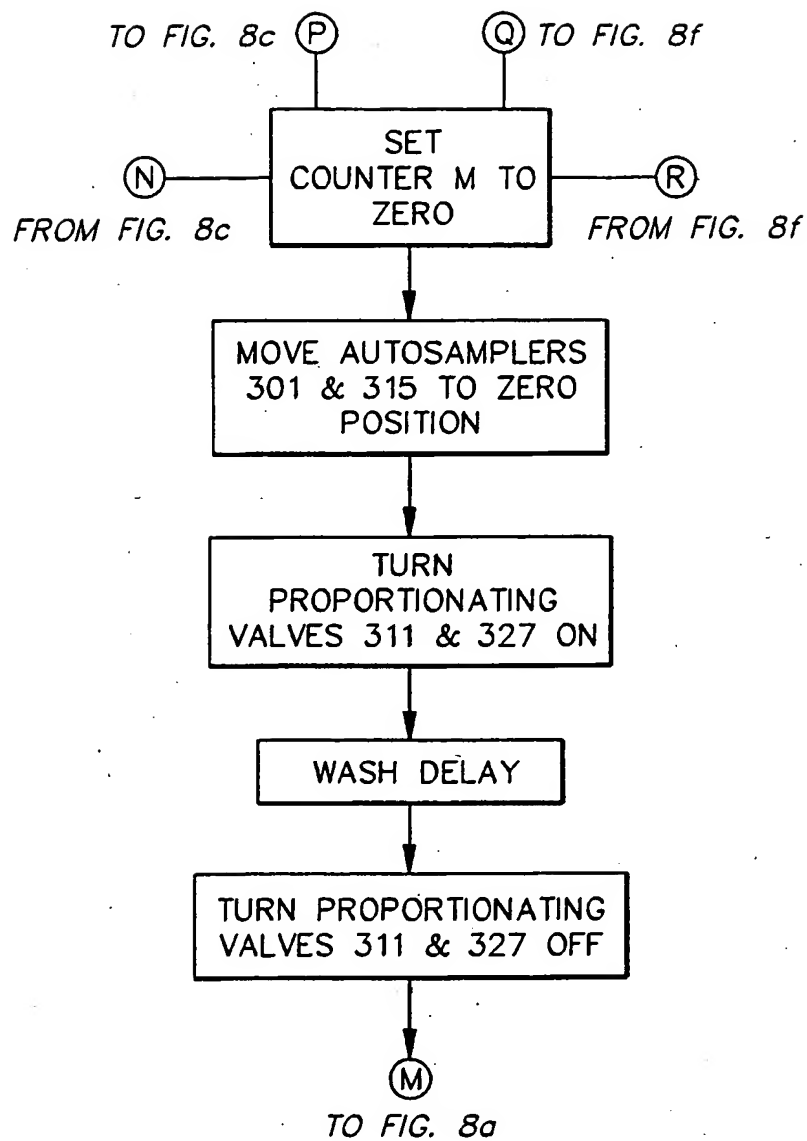 TO FIG. 8c P
Q TO FIG. 8f
SET
COUNTER M TO
ZERO
N
FROM FIG. 8c
R
FROM FIG. 8f
MOVE AUTOSAMPLERS
301 & 315 TO ZERO
POSITION
TURN
PROPORTIONATING
VALVES 311 & 327 ON
WASH DELAY
TURN PROPORTIONATING
VALVES 311 & 327 OFF
M
TO FIG. 8a